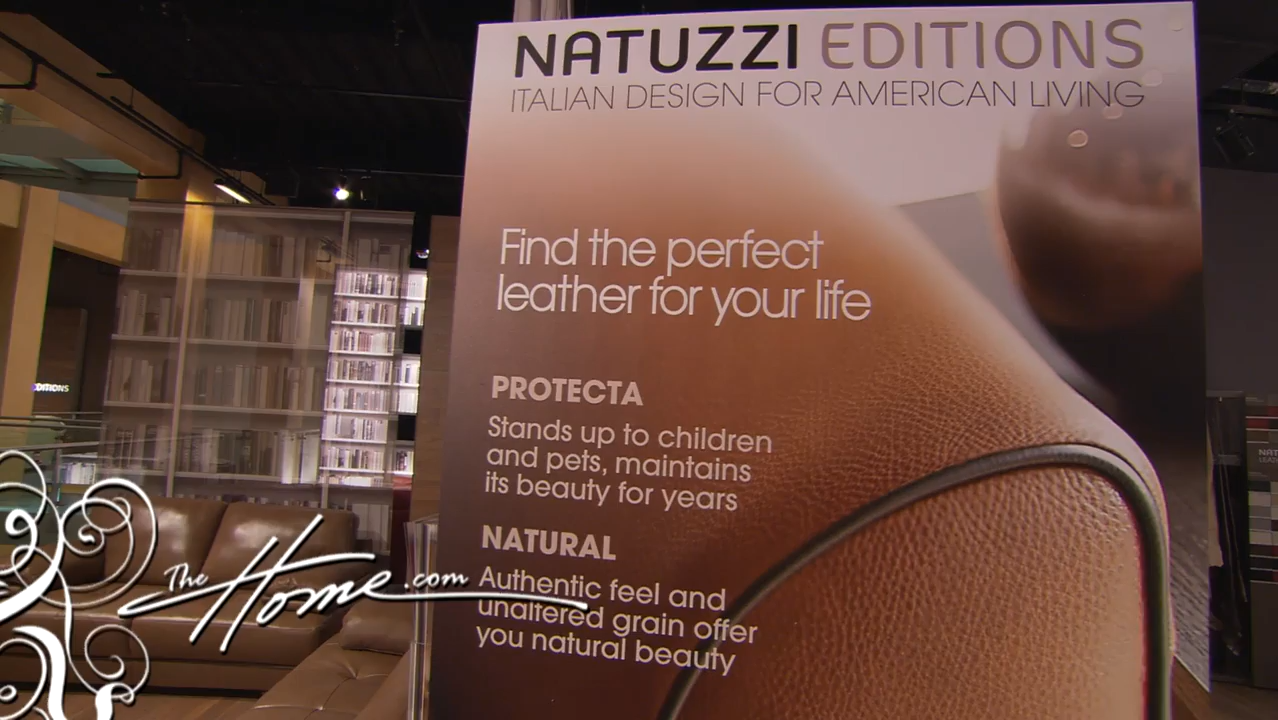 NATUZZI EDITIONS
ITALIAN DESIGN FOR AMERICAN LIVING
Find the perfect
leather for your life
PROTECTA
Stands up to children
and pets, maintains
its beauty for years
NATURAL
Authentic feel and
unaltered grain offer
you natural beauty
EDITIONS
The Home.com